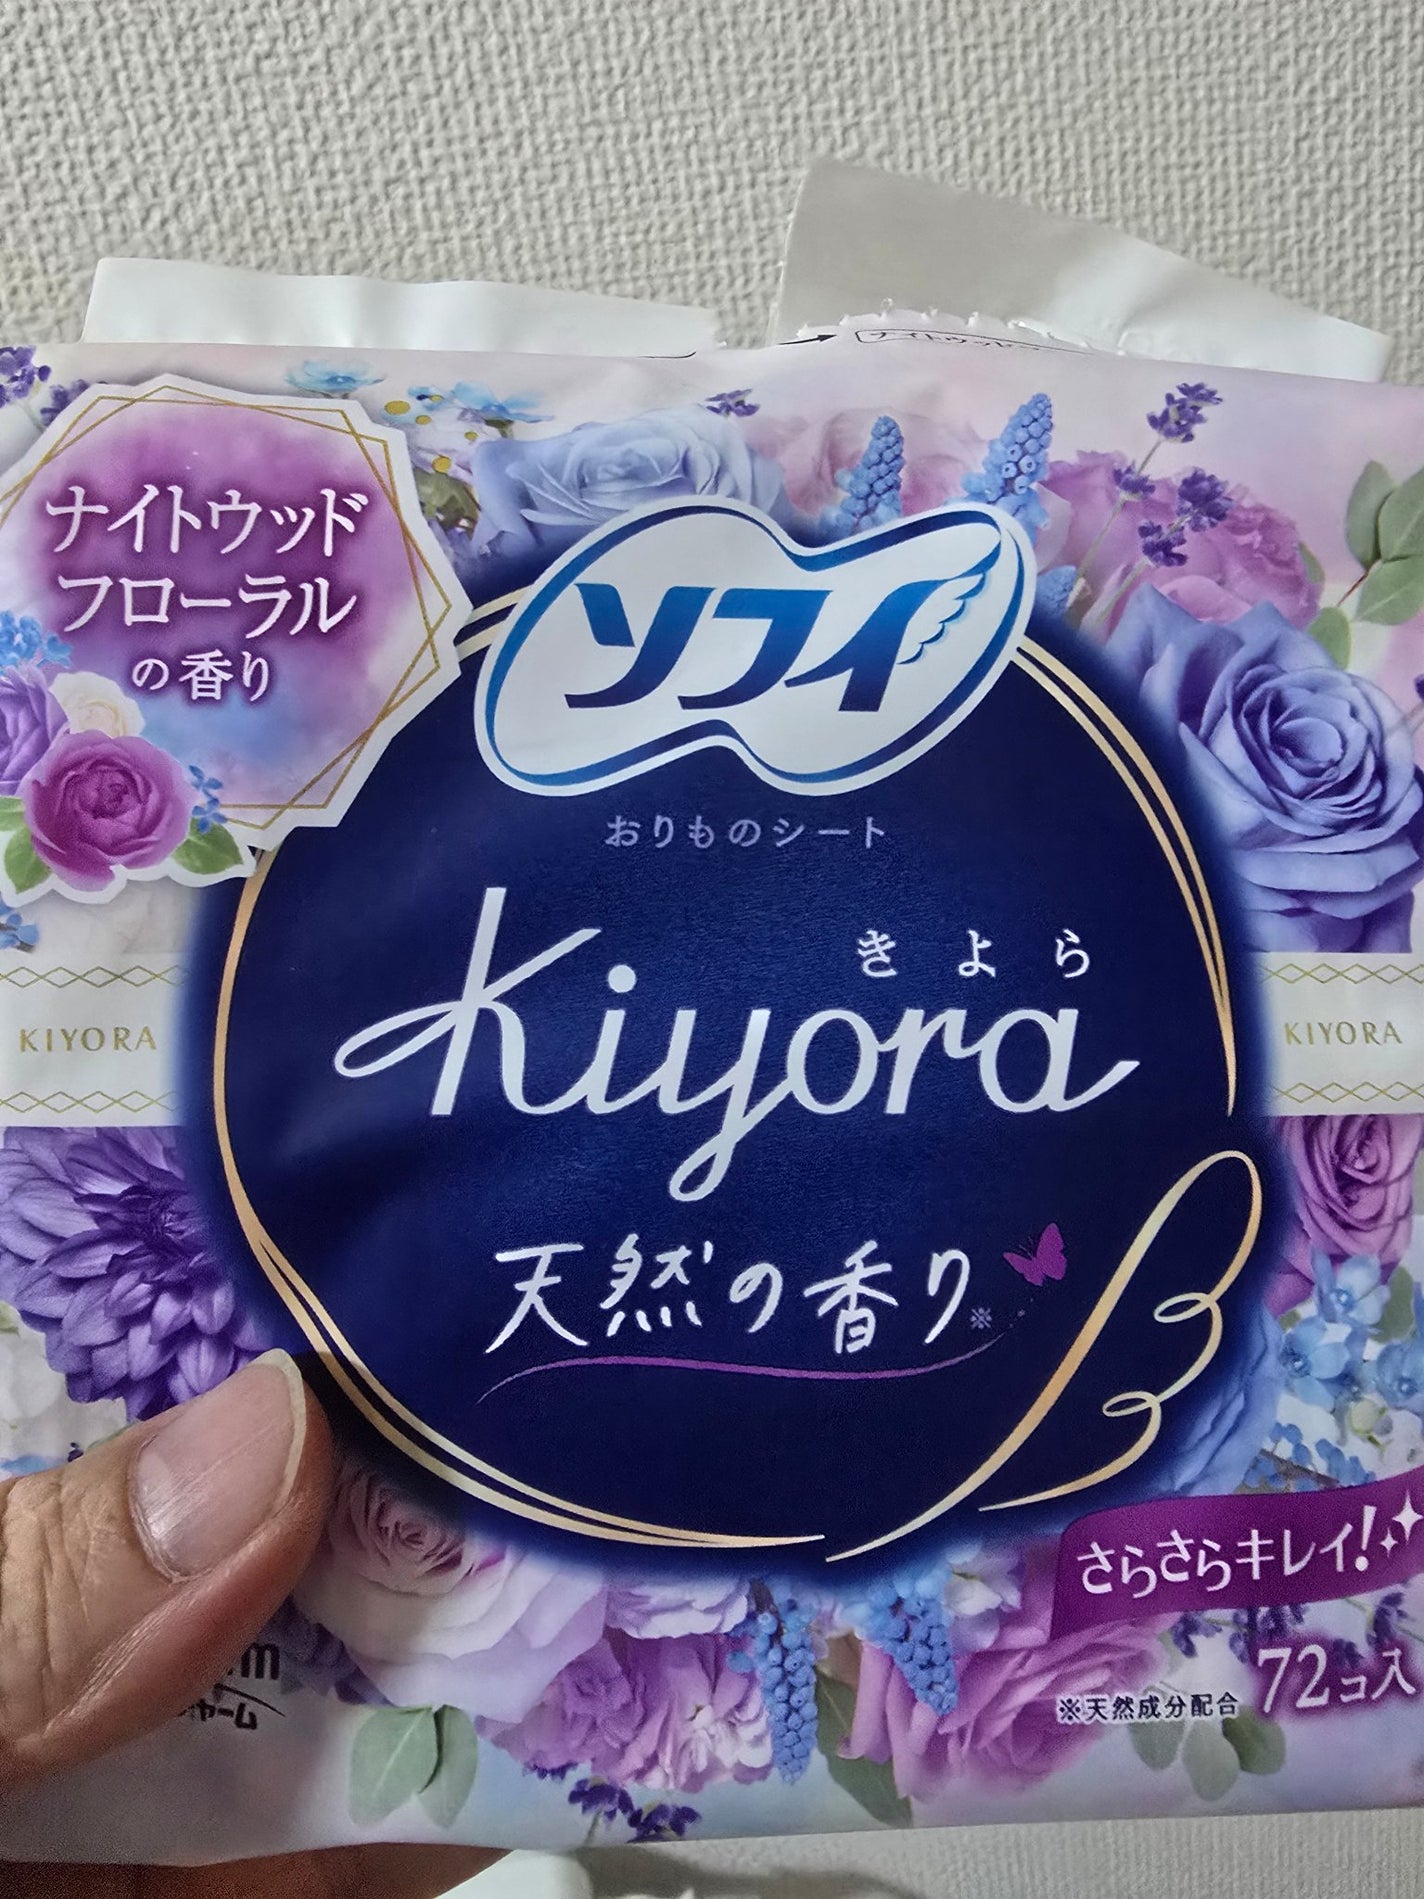 ナイトウッド
フローラル
の香り
ソフィ
おりものシート
きよら
Kiyora
KIYORA
KIYORA
天然の香り※
さらさらキレイ!
72コ入
※天然成分配合